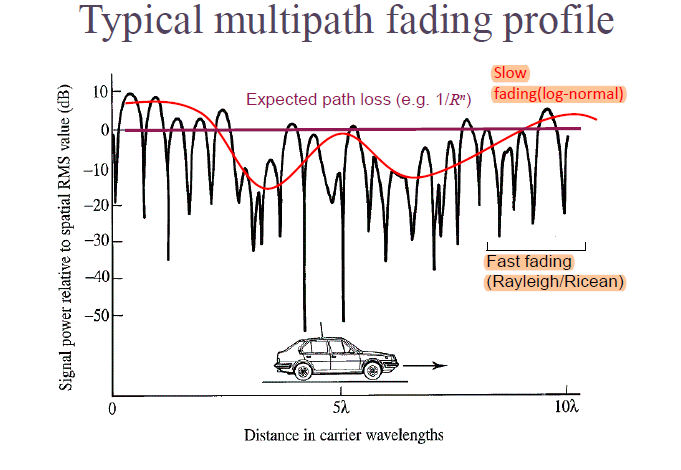 Typical multipath fading profile
Slow
fading(log-normal)
Expected path loss (e.g. 1/Rⁿ)
Signal power relative to spatial RMS value (dB)
10
0
−10
−20
−30
−40
−50
Fast fading
(Rayleigh/Ricean)
0
5λ
10λ
Distance in carrier wavelengths